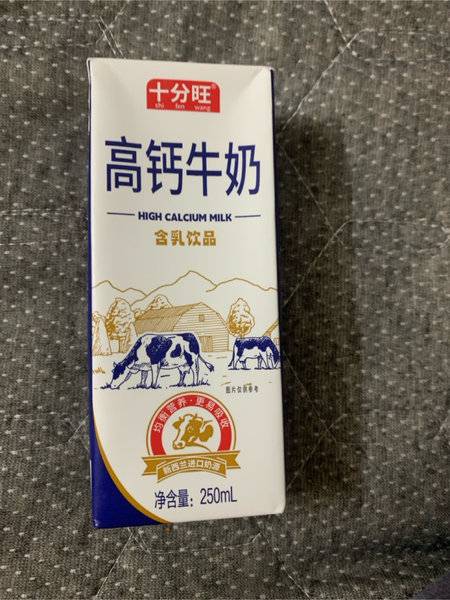 十分旺®
shi fen wang
高钙牛奶
HIGH CALCIUM MILK
含乳饮品
图片仅供参考
均衡营养·更易吸收
新西兰进口奶源
净含量: 250mL